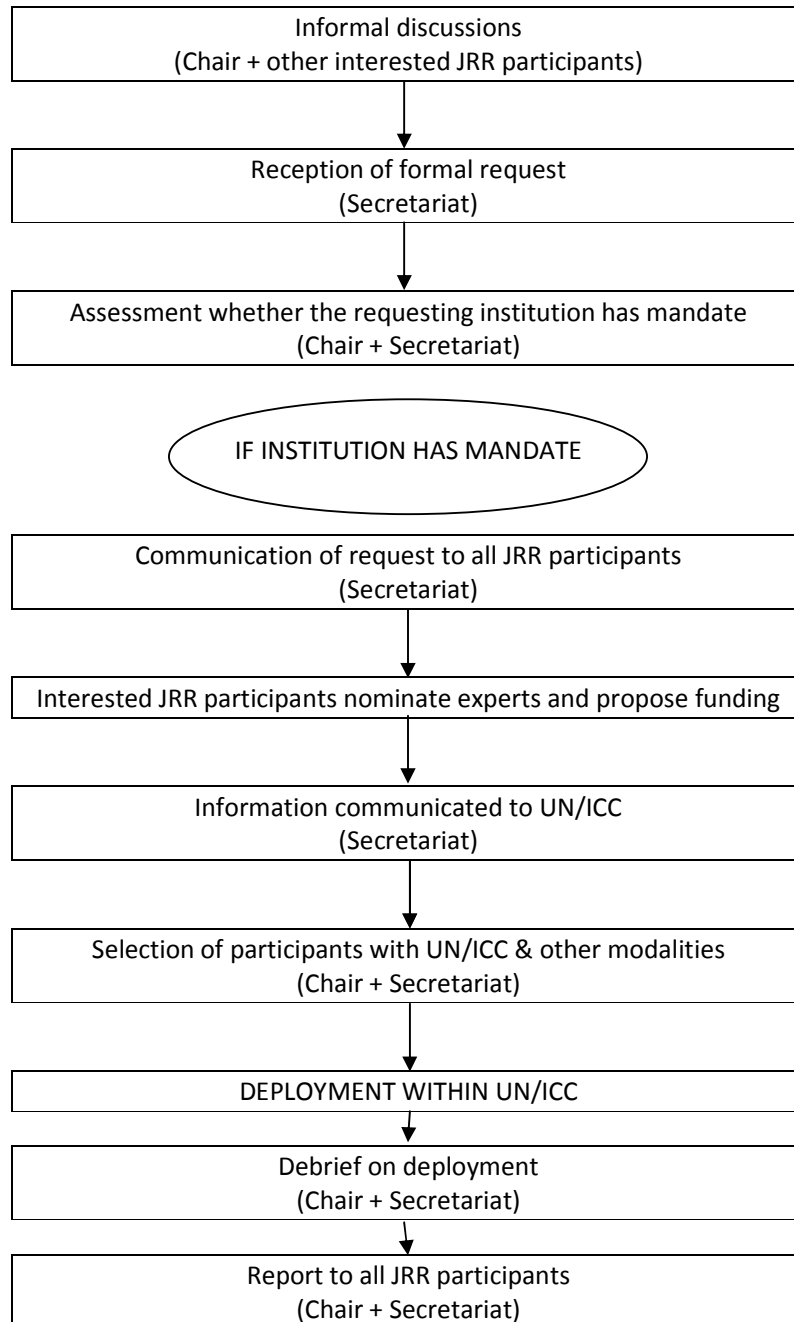 Informal discussions
(Chair + other interested JRR participants)
Reception of formal request
(Secretariat)
Assessment whether the requesting institution has mandate
(Chair + Secretariat)
IF INSTITUTION HAS MANDATE
Communication of request to all JRR participants
(Secretariat)
Interested JRR participants nominate experts and propose funding
Information communicated to UN/ICC
(Secretariat)
Selection of participants with UN/ICC & other modalities
(Chair + Secretariat)
DEPLOYMENT WITHIN UN/ICC
Debrief on deployment
(Chair + Secretariat)
Report to all JRR participants
(Chair + Secretariat)